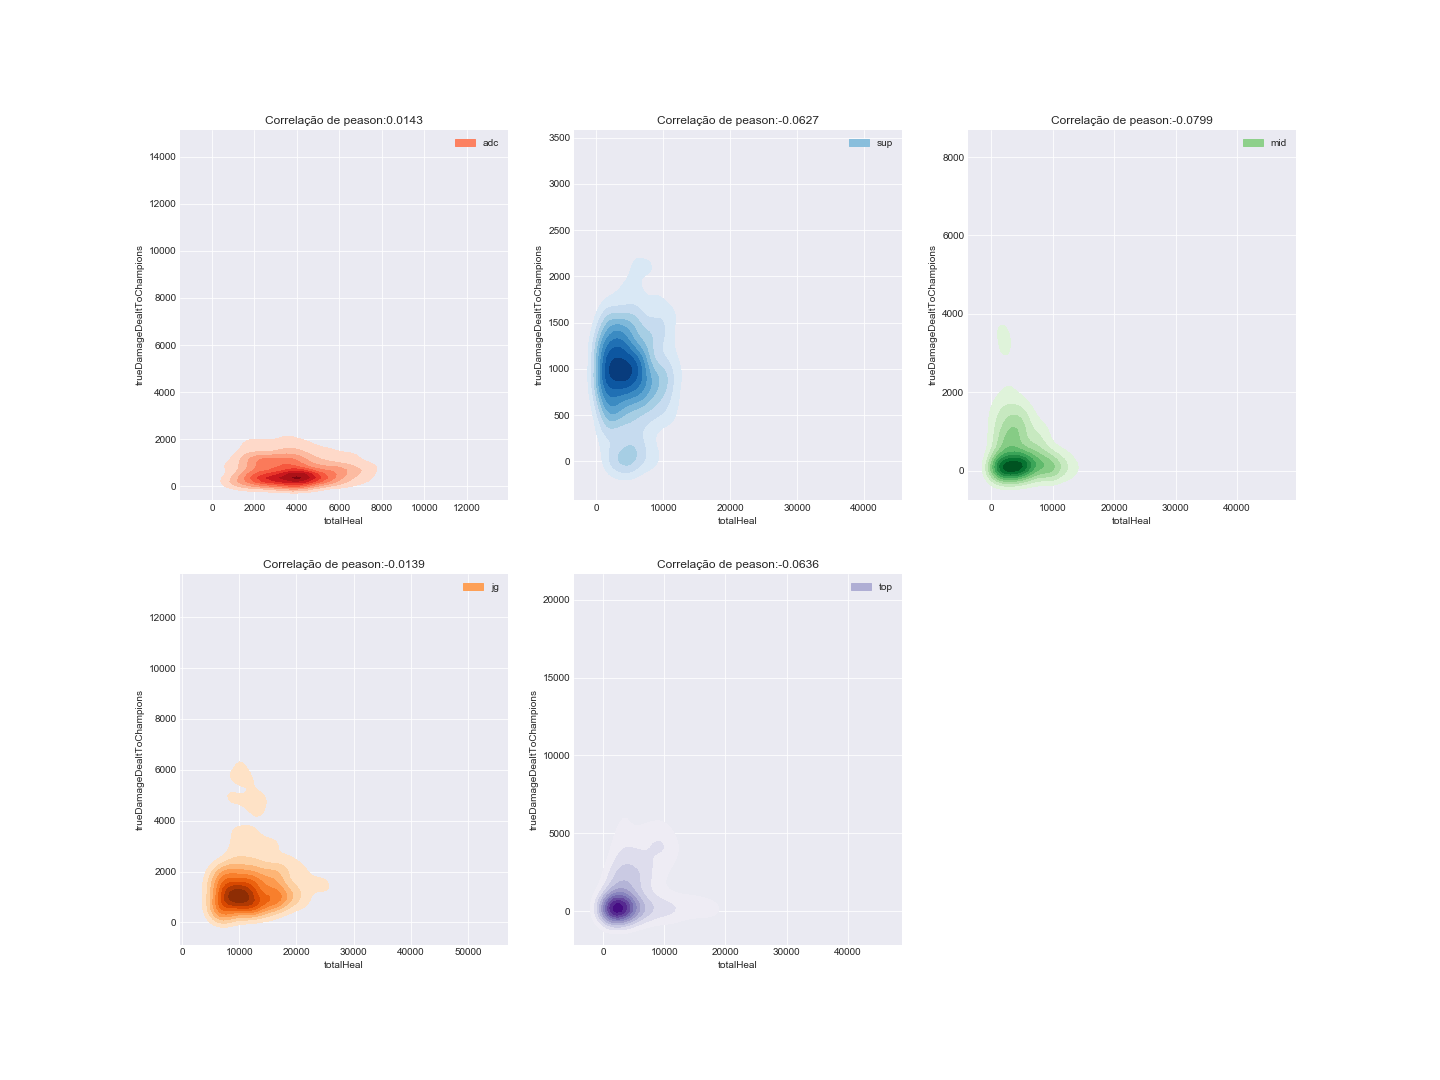 Correlação de peason:0.0143
adc
14000
12000
10000
8000
6000
4000
2000
0
trueDamageDealtToChampions
0 2000 4000 6000 8000 10000 12000
totalHeal
Correlação de peason:-0.0627
sup
3500
3000
2500
2000
1500
1000
500
0
trueDamageDealtToChampions
0 10000 20000 30000 40000
totalHeal
Correlação de peason:-0.0799
mid
8000
6000
4000
2000
0
trueDamageDealtToChampions
0 10000 20000 30000 40000
totalHeal
Correlação de peason:-0.0139
jg
12000
10000
8000
6000
4000
2000
0
trueDamageDealtToChampions
0 10000 20000 30000 40000 50000
totalHeal
Correlação de peason:-0.0636
top
20000
15000
10000
5000
0
trueDamageDealtToChampions
0 10000 20000 30000 40000
totalHeal